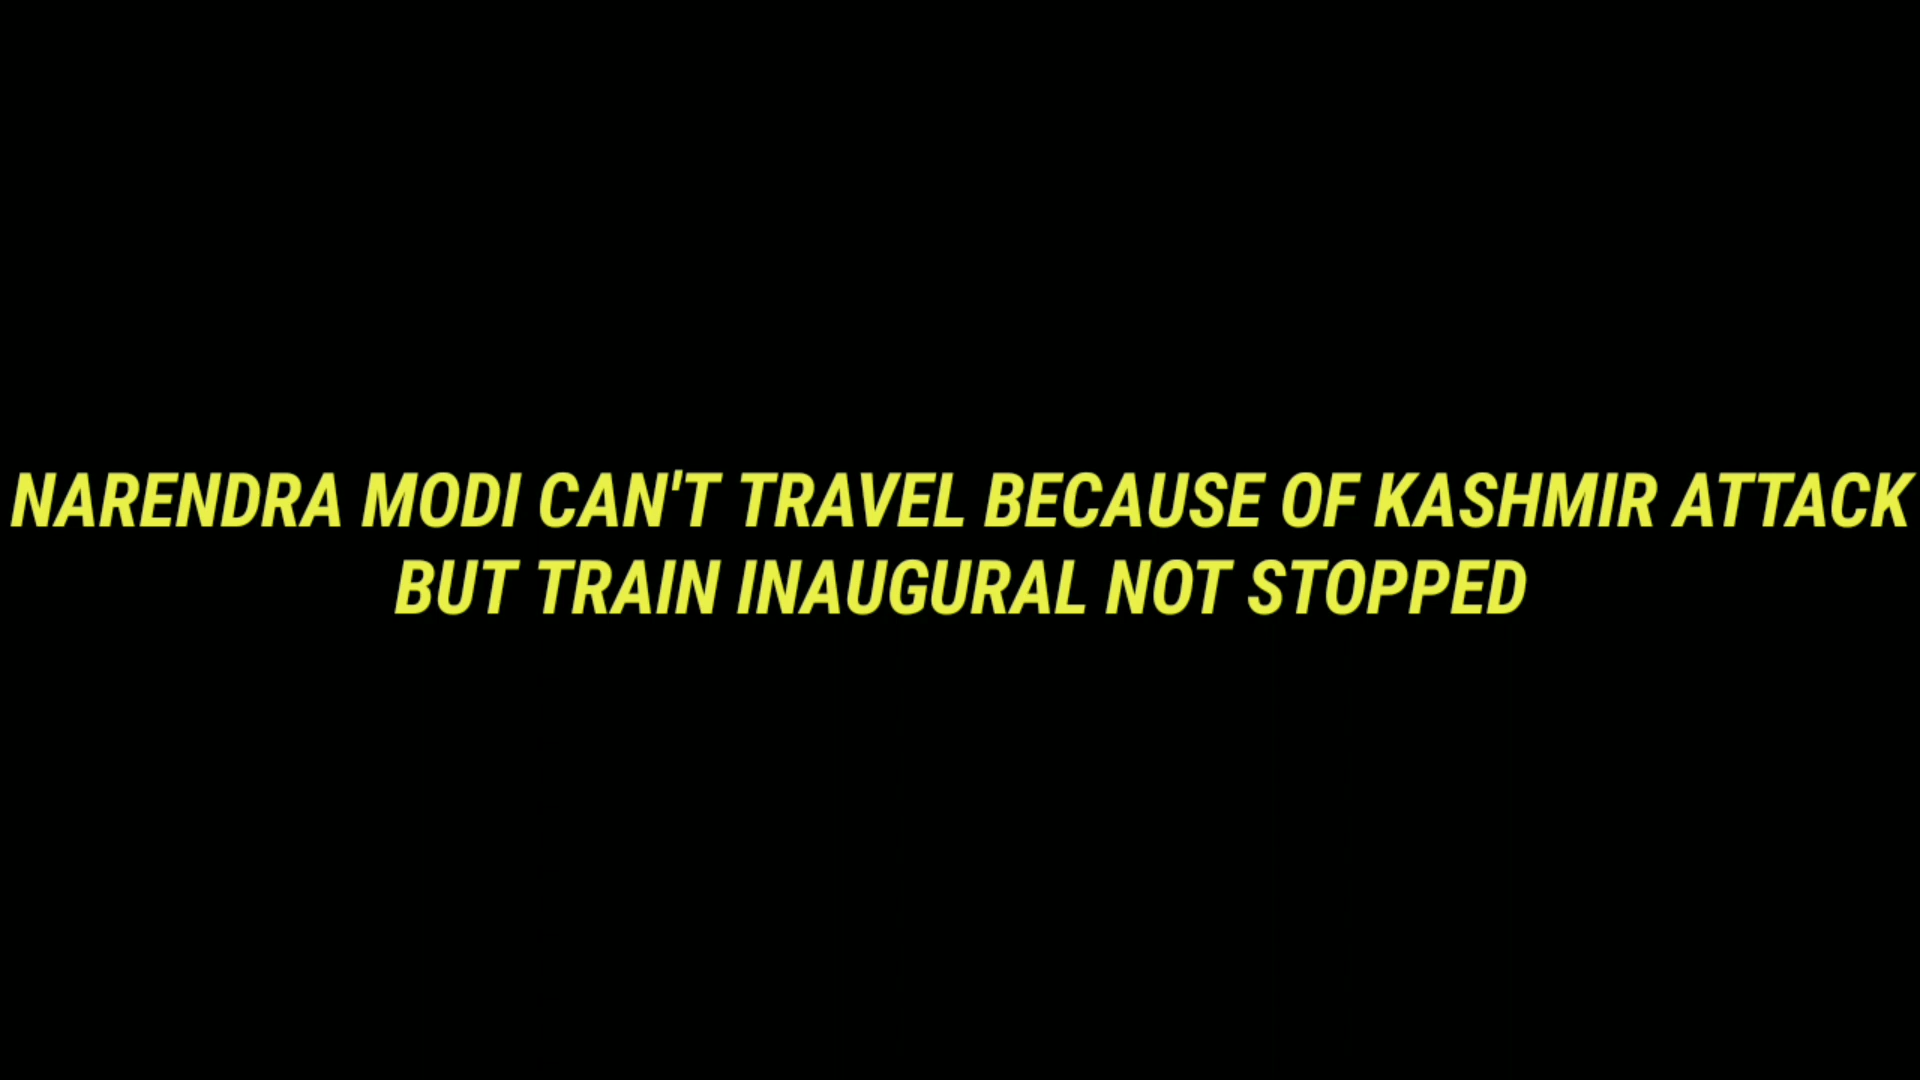 NARENDRA MODI CAN'T TRAVEL BECAUSE OF KASHMIR ATTACK
BUT TRAIN INAUGURAL NOT STOPPED